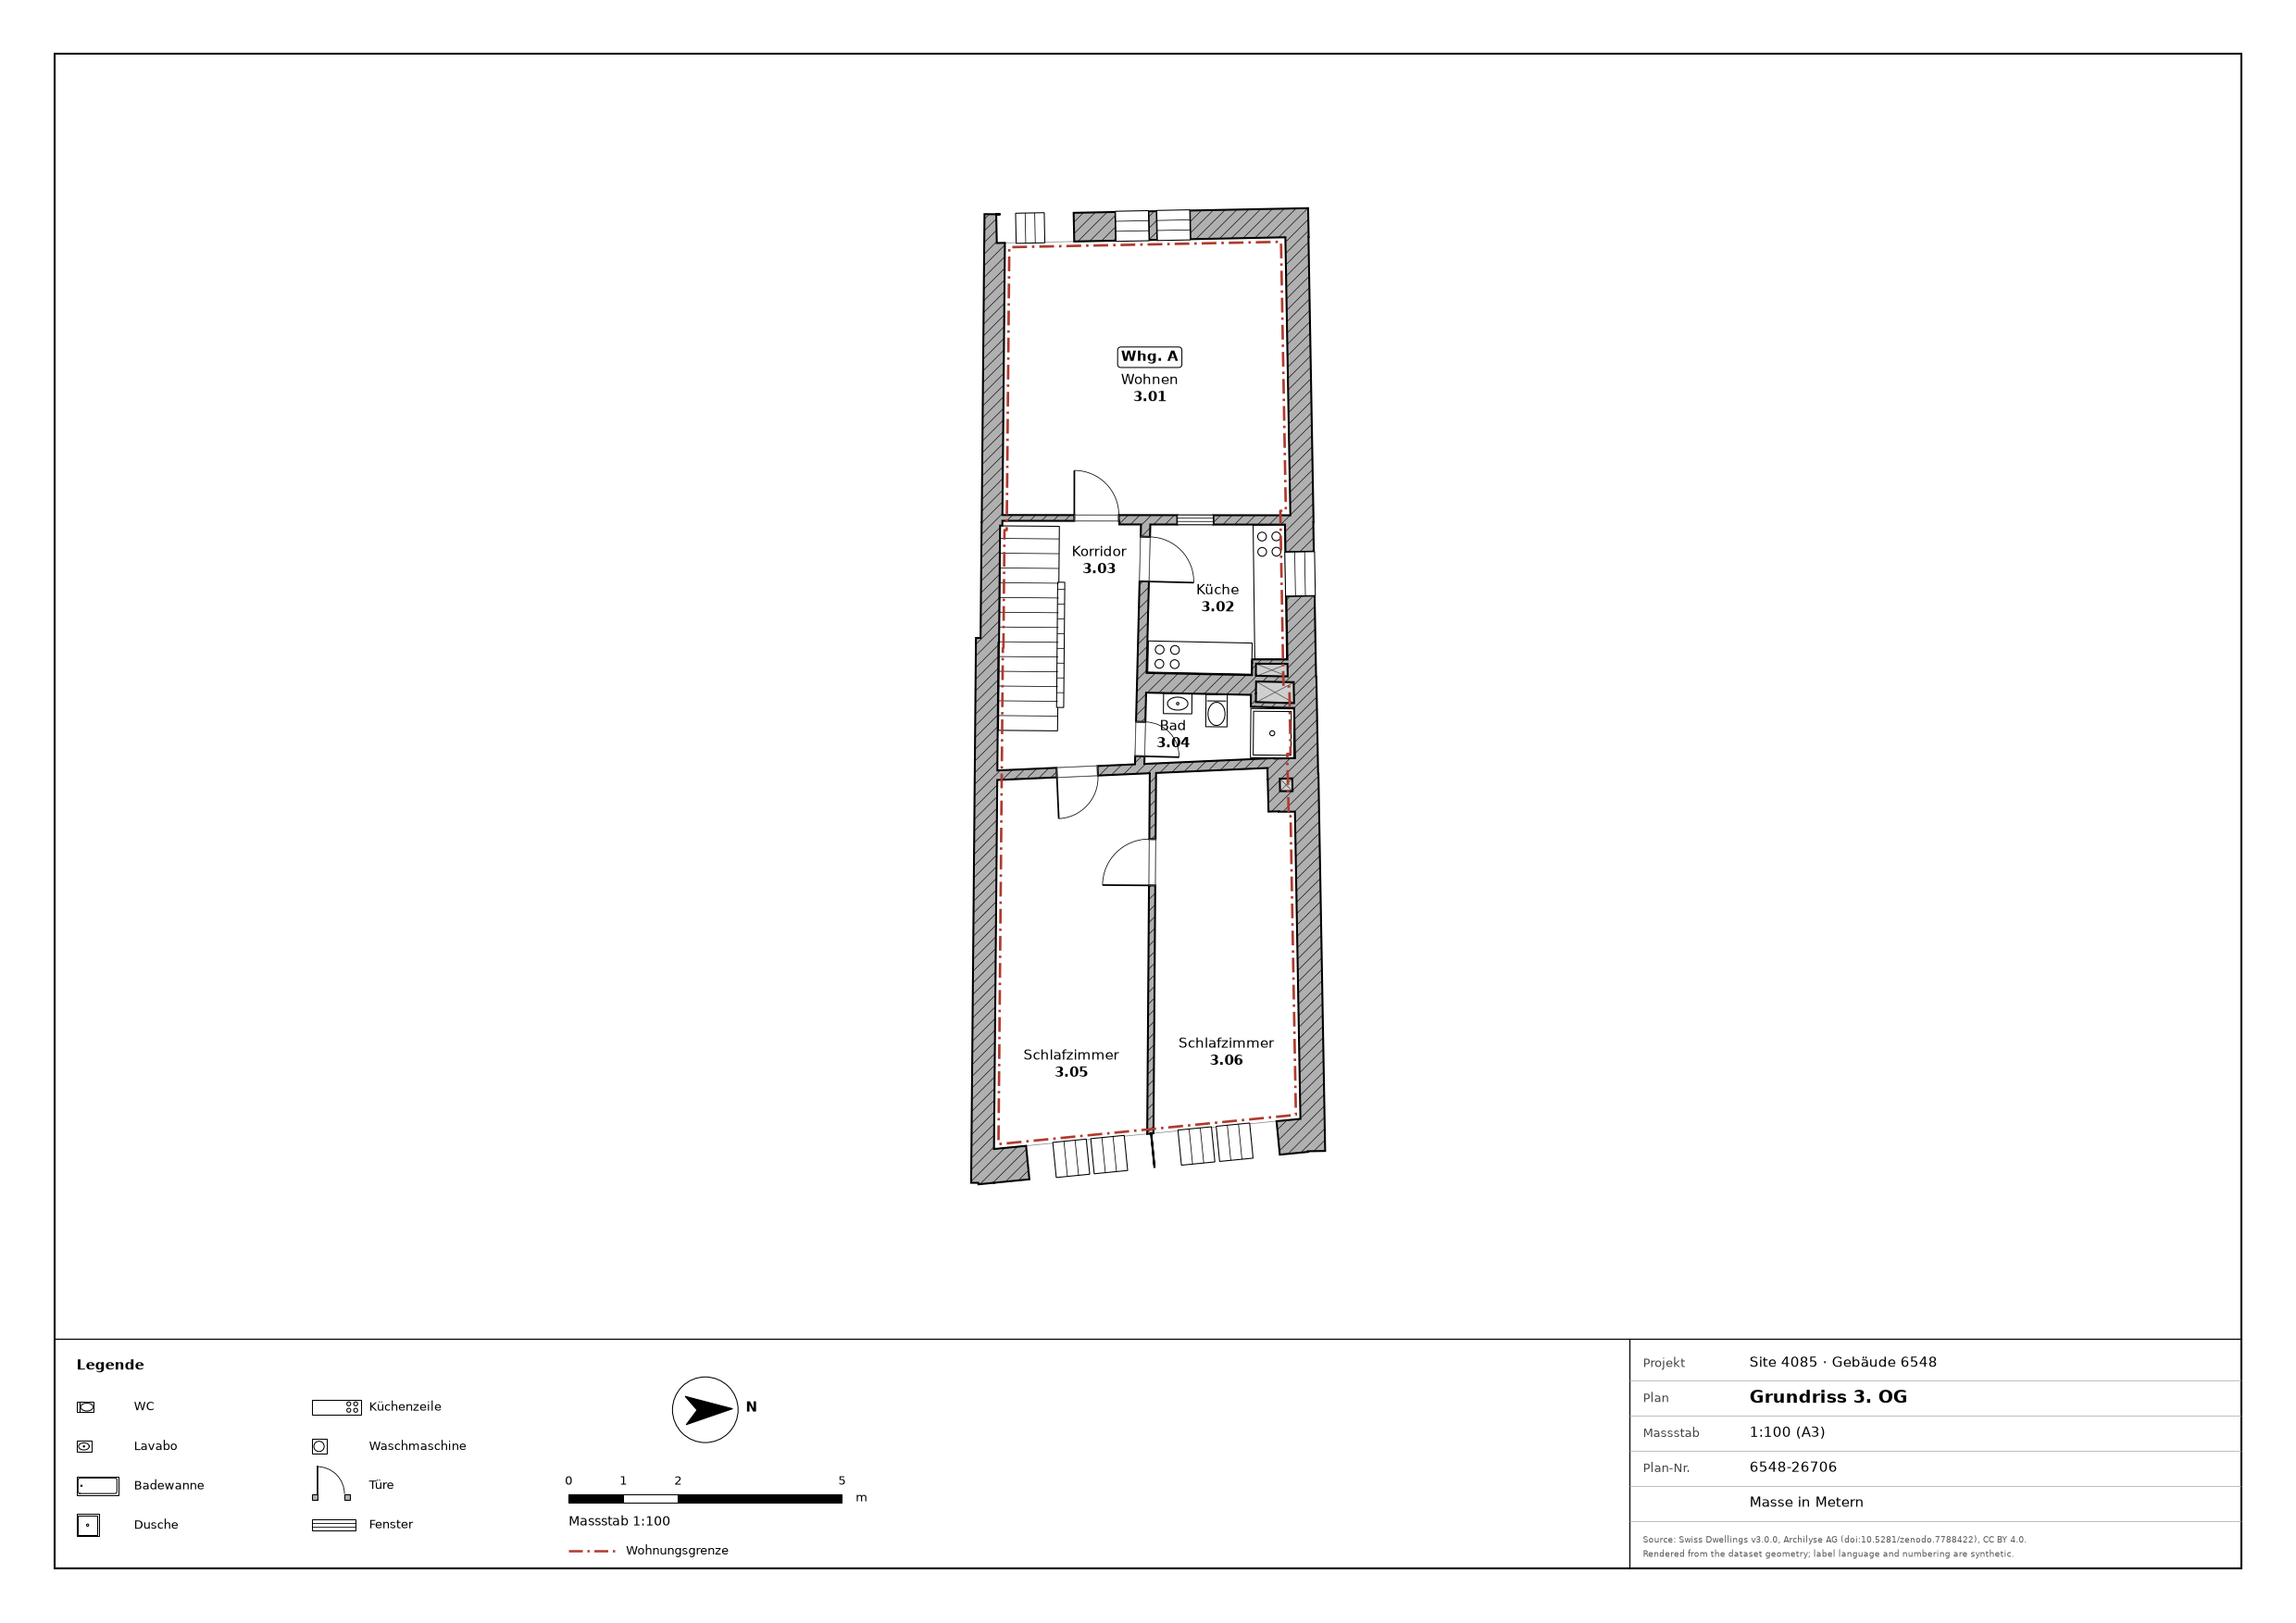 Whg. A
Wohnen
3.01
Korridor
3.03
Küche
3.02
Bad
3.04
Schlafzimmer
3.05
Schlafzimmer
3.06
Legende
WC
Lavabo
Badewanne
Dusche
Küchenzeile
Waschmaschine
Türe
Fenster
N
0 1 2 5
m
Massstab 1:100
Wohnungsgrenze
Projekt Site 4085 · Gebäude 6548
Plan Grundriss 3. OG
Massstab 1:100 (A3)
Plan-Nr. 6548-26706
Masse in Metern
Source: Swiss Dwellings v3.0.0, Archilyse AG (doi:10.5281/zenodo.7788422), CC BY 4.0.
Rendered from the dataset geometry; label language and numbering are synthetic.